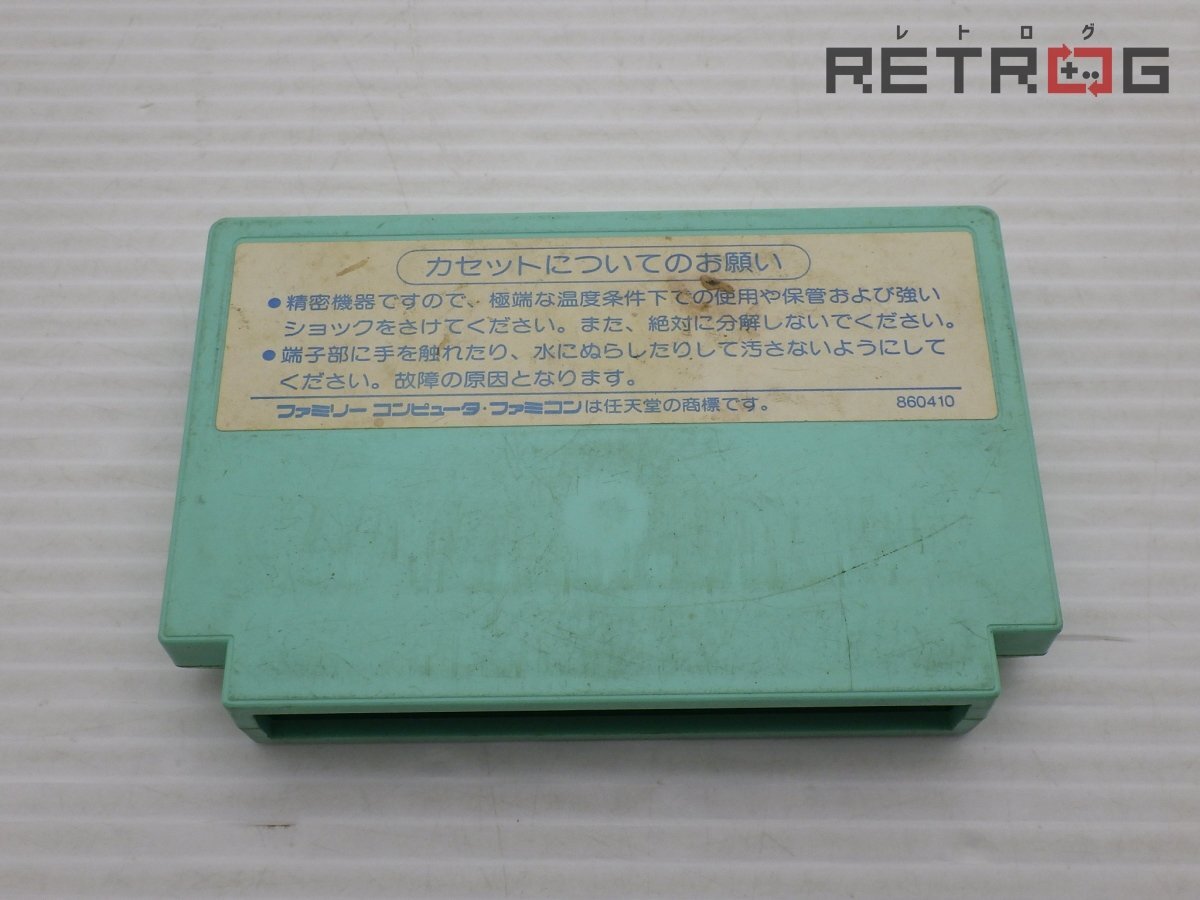 レトログ
RETROG
カセットについてのお願い
●精密機器ですので、極端な温度条件下での使用や保管および強い
ショックをさけてください。また、絶対に分解しないでください。
●端子部に手を触れたり、水にぬらしたりして汚さないようにして
ください。故障の原因となります。
ファミリー コンピュータ・ファミコンは任天堂の商標です。 860410